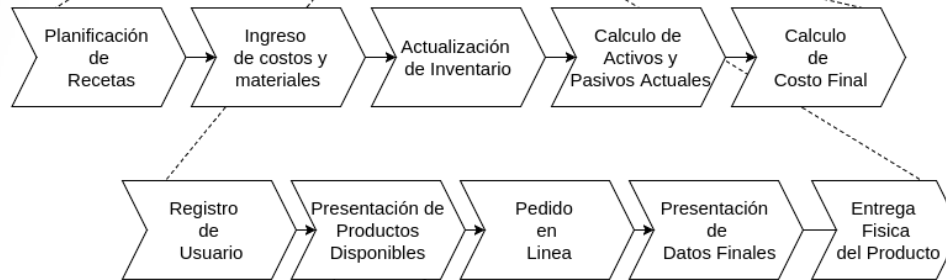 Planificación
de
Recetas
Ingreso
de costos y
materiales
Actualización
de Inventario
Calculo de
Activos y
Pasivos Actuales
Calculo
de
Costo Final
Registro
de
Usuario
Presentación de
Productos
Disponibles
Pedido
en
Linea
Presentación
de
Datos Finales
Entrega
Fisica
del Producto